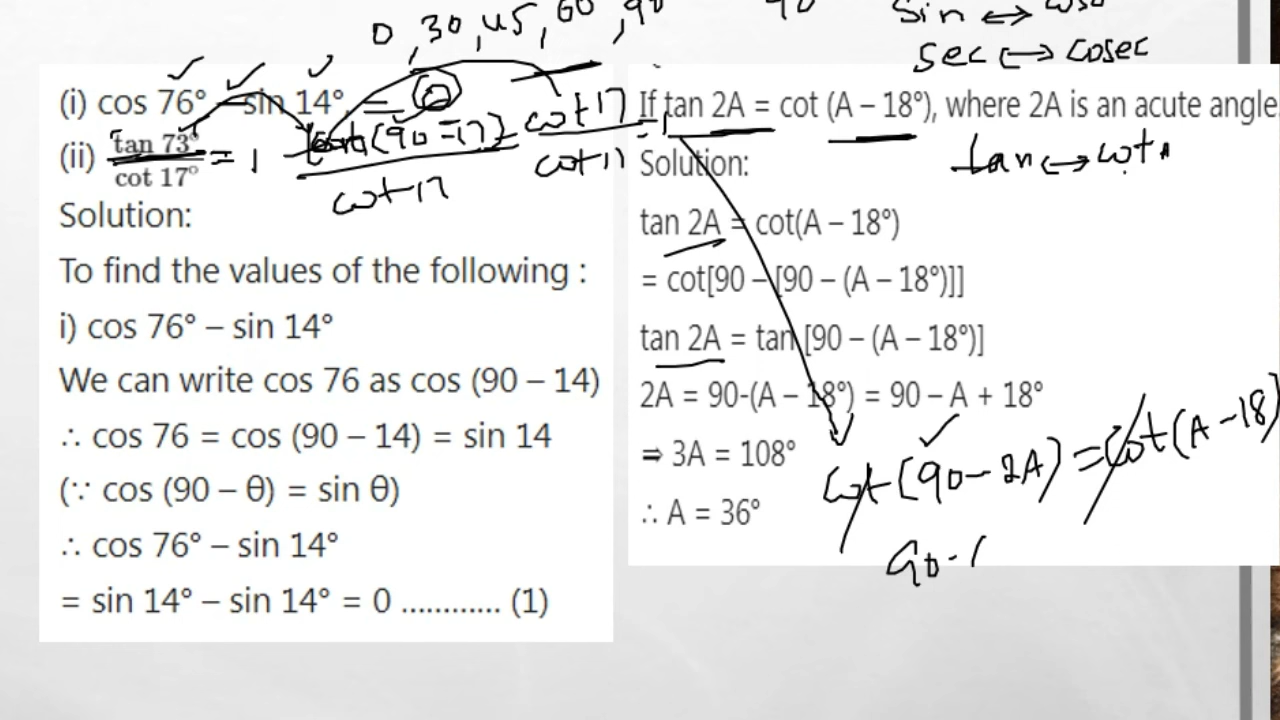 0, 30, 45, 60, 90
90
Sin ↔
Sec ↔ Cosec
(i) cos 76° – sin 14° = 0
(ii) tan 73° / cot 17° = 1
(90 – 17)
cot 17
cot 17
cot 17
= 1
Solution:
To find the values of the following :
i) cos 76° – sin 14°
We can write cos 76 as cos (90 – 14)
∴ cos 76 = cos (90 – 14) = sin 14
(∵ cos (90 – θ) = sin θ)
∴ cos 76° – sin 14°
= sin 14° – sin 14° = 0 ............ (1)
If tan 2A = cot (A – 18°), where 2A is an acute angle
tan ↔ cot
Solution:
tan 2A = cot(A – 18°)
= cot[90 – [90 – (A – 18°)]]
tan 2A = tan [90 – (A – 18°)]
2A = 90-(A – 18°) = 90 – A + 18°
⇒ 3A = 108°
∴ A = 36°
cot (90 – 2A) = cot (A – 18)
90 - (